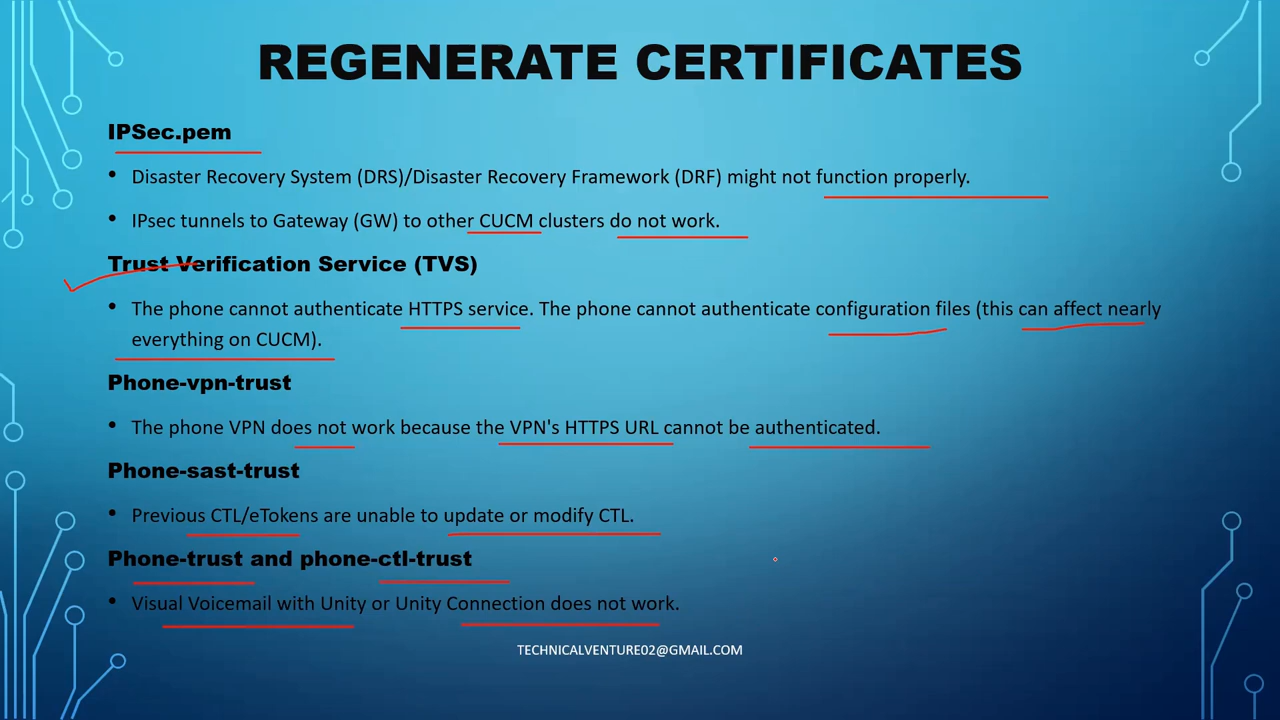 REGENERATE CERTIFICATES
IPSec.pem
• Disaster Recovery System (DRS)/Disaster Recovery Framework (DRF) might not function properly.
• IPsec tunnels to Gateway (GW) to other CUCM clusters do not work.
Trust Verification Service (TVS)
• The phone cannot authenticate HTTPS service. The phone cannot authenticate configuration files (this can affect nearly
everything on CUCM).
Phone-vpn-trust
• The phone VPN does not work because the VPN's HTTPS URL cannot be authenticated.
Phone-sast-trust
• Previous CTL/eTokens are unable to update or modify CTL.
Phone-trust and phone-ctl-trust
• Visual Voicemail with Unity or Unity Connection does not work.
TECHNICALVENTURE02@GMAIL.COM